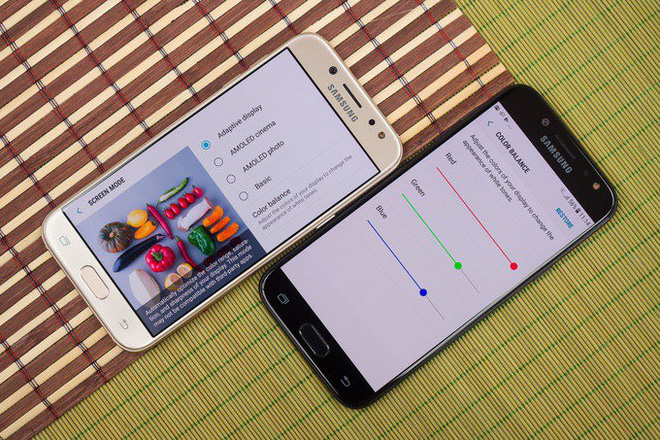 SAMSUNG
SCREEN MODE
Adaptive display
AMOLED cinema
AMOLED photo
Basic
Color balance
Adjust the colors of your display to change the
appearance of white tones.
Automatically optimize the color range, satura-
tion, and sharpness of your display. This mode
may not be compatible with third-party apps.
SAMSUNG
COLOR BALANCE
RESTORE
Adjust the colors of your display to change the
appearance of white tones.
Red
Green
Blue